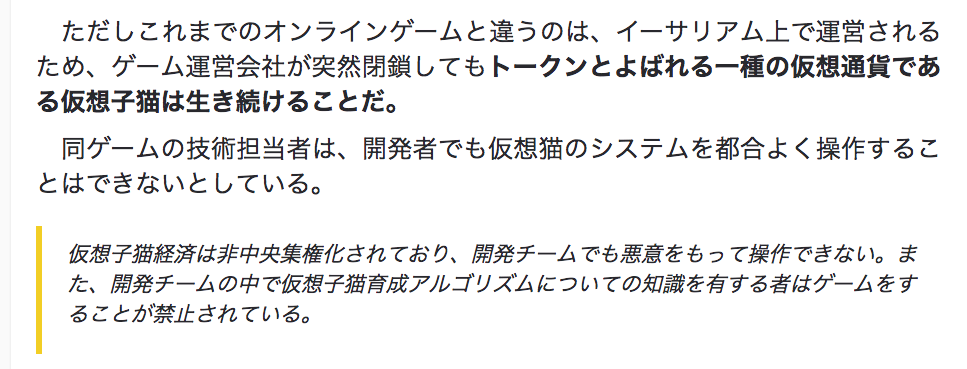 ただしこれまでのオンラインゲームと違うのは、イーサリアム上で運営される
ため、ゲーム運営会社が突然閉鎖してもトークンとよばれる一種の仮想通貨であ
る仮想子猫は生き続けることだ。
同ゲームの技術担当者は、開発者でも仮想猫のシステムを都合よく操作するこ
とはできないとしている。
仮想子猫経済は非中央集権化されており、開発チームでも悪意をもって操作できない。ま
た、開発チームの中で仮想子猫育成アルゴリズムについての知識を有する者はゲームをす
ることが禁止されている。